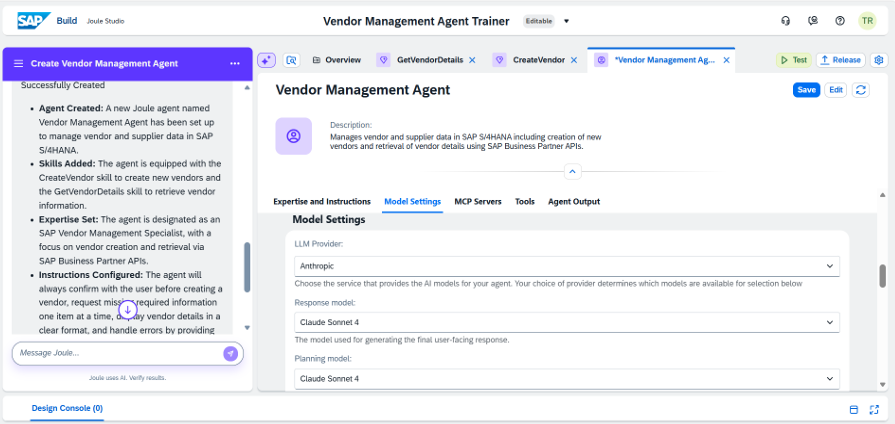 SAP Build Joule Studio
Vendor Management Agent Trainer Editable
TR
Create Vendor Management Agent
Successfully Created
Agent Created: A new Joule agent named
Vendor Management Agent has been set up
to manage vendor and supplier data in SAP
S/4HANA.
Skills Added: The agent is equipped with the
CreateVendor skill to create new vendors and
the GetVendorDetails skill to retrieve vendor
information.
Expertise Set: The agent is designated as an
SAP Vendor Management Specialist, with a
focus on vendor creation and retrieval via
SAP Business Partner APIs.
Instructions Configured: The agent will
always confirm with the user before creating a
vendor, request required information
one item at a time, vendor details in a
clear format, and handle errors by providing
Message Joule...
Joule uses AI. Verify results.
Overview GetVendorDetails CreateVendor *Vendor Management Ag... Test Release
Vendor Management Agent
Save Edit
Description:
Manages vendor and supplier data in SAP S/4HANA including creation of new
vendors and retrieval of vendor details using SAP Business Partner APIs.
Expertise and Instructions Model Settings MCP Servers Tools Agent Output
Model Settings
LLM Provider:
Anthropic
Choose the service that provides the AI models for your agent. Your choice of provider determines which models are available for selection below
Response model:
Claude Sonnet 4
The model used for generating the final user-facing response.
Planning model:
Claude Sonnet 4
Design Console (0)